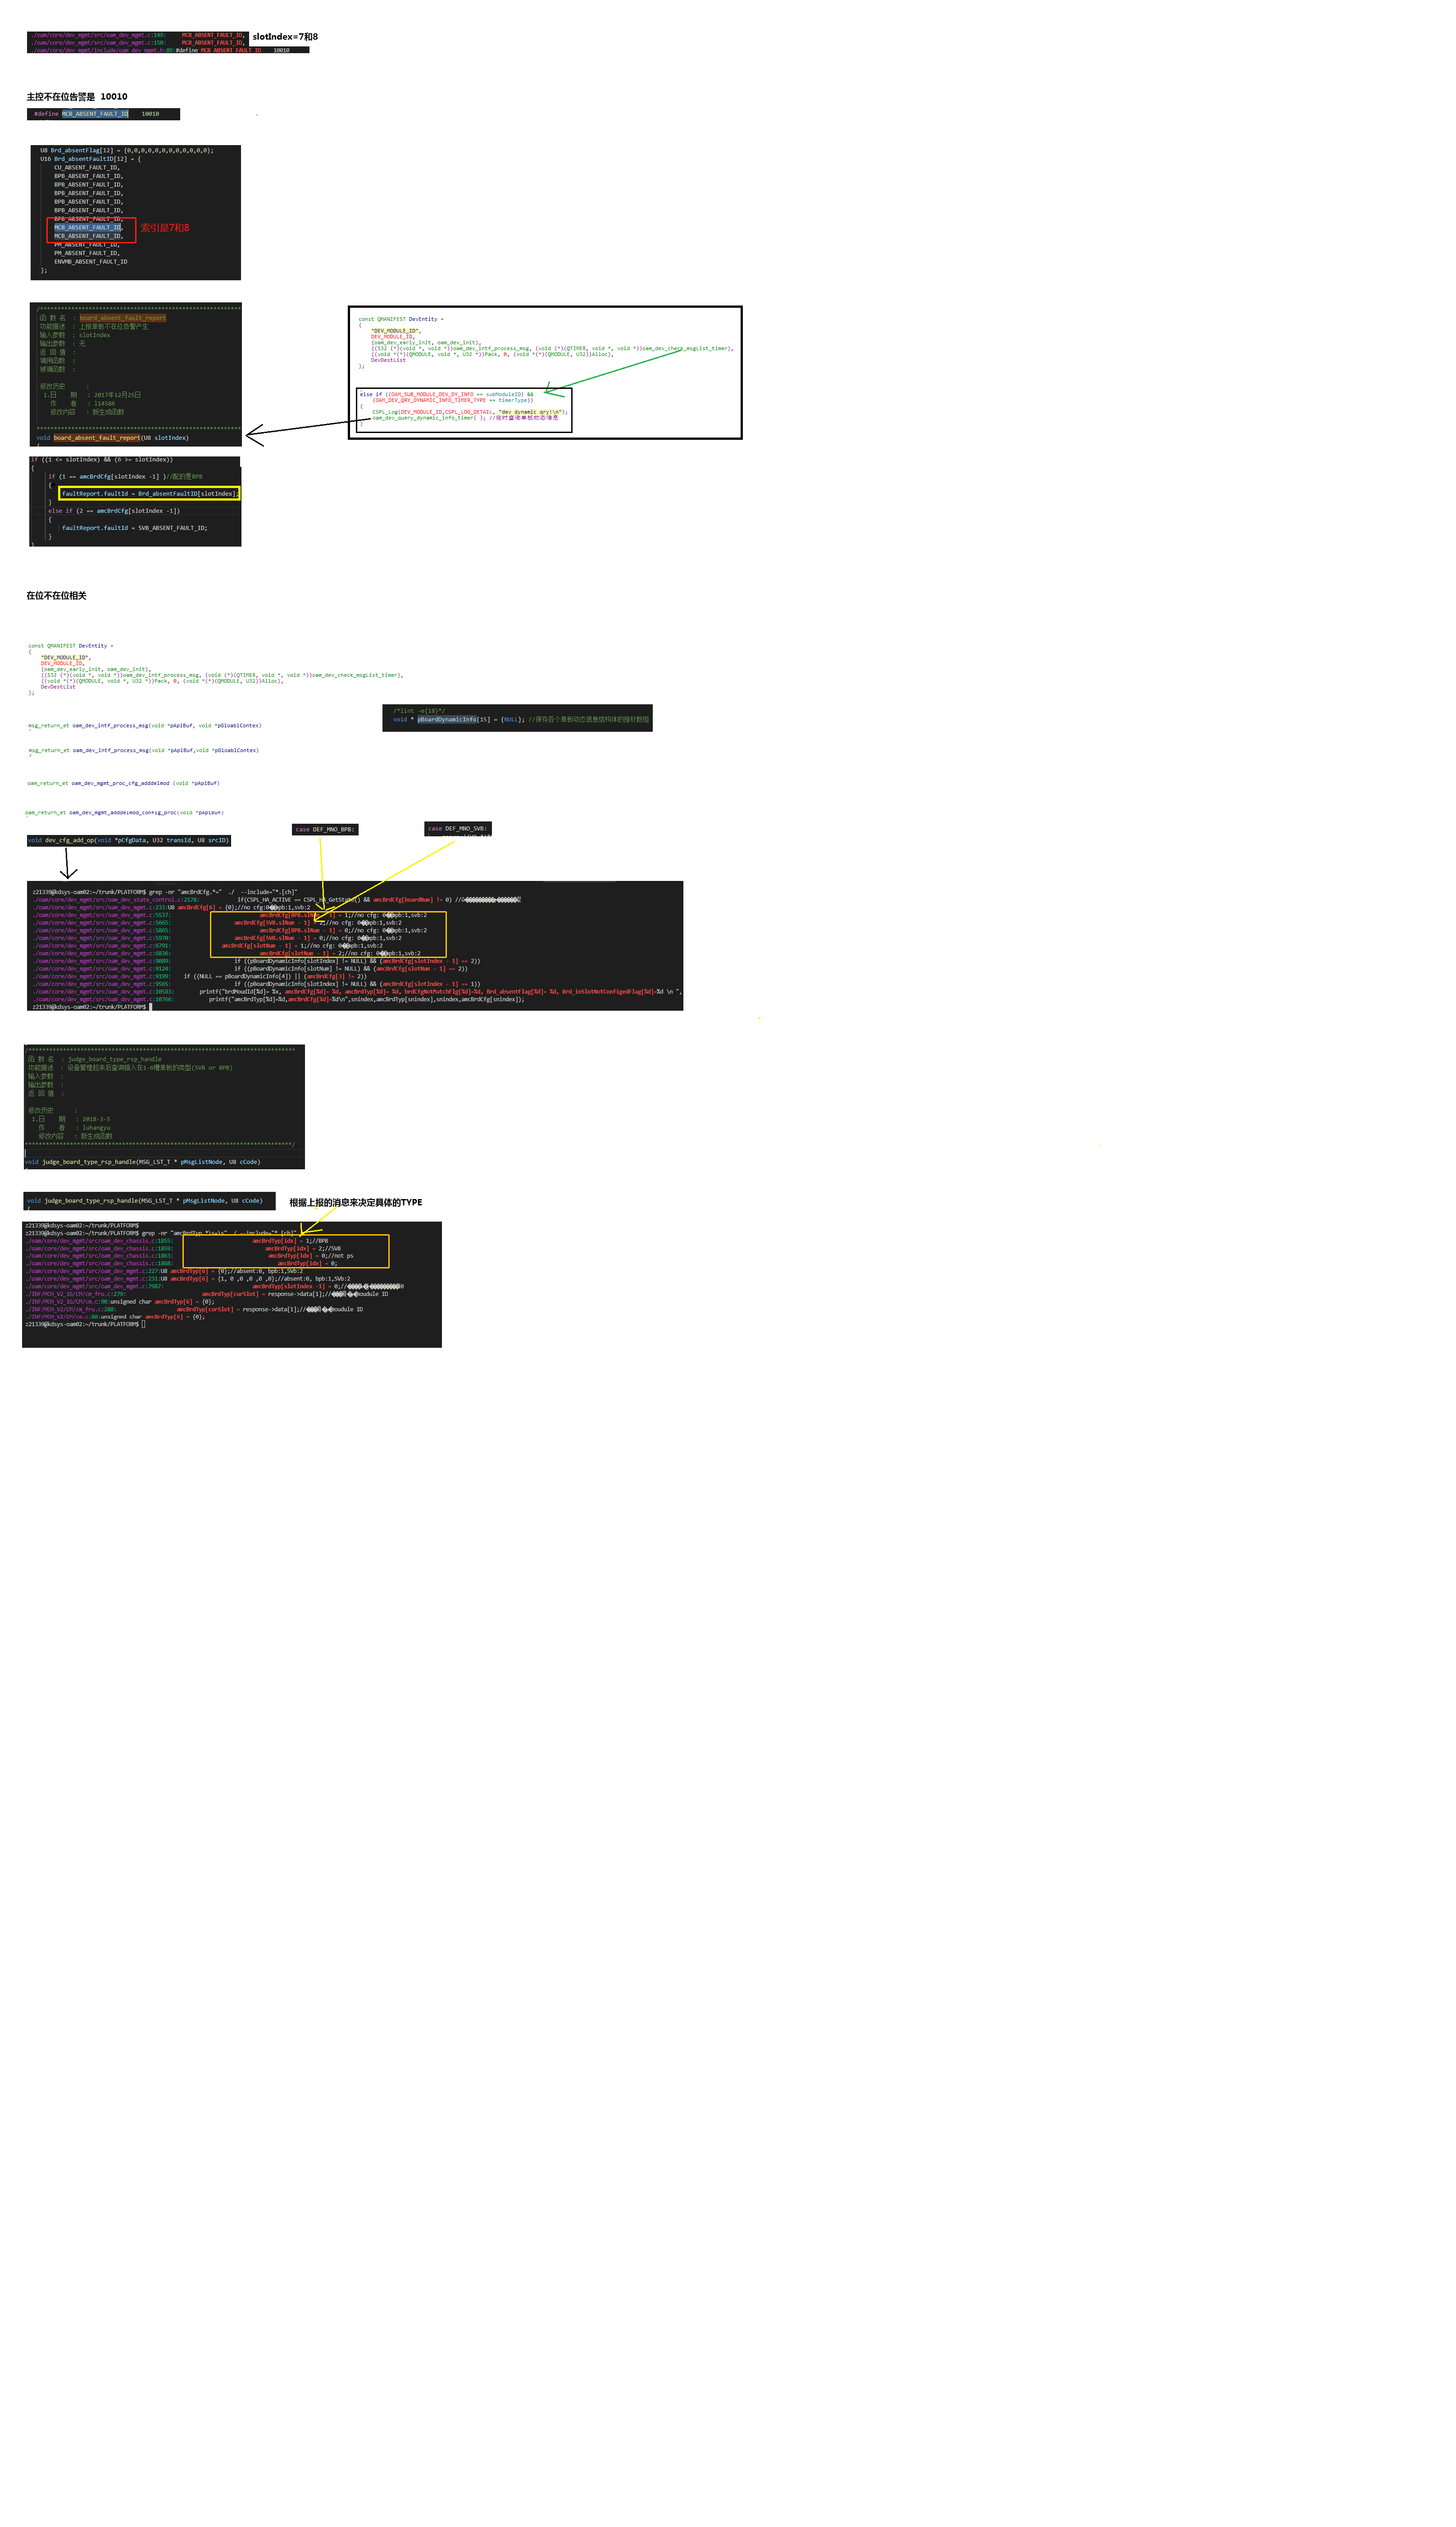 ./oam/core/dev_mgmt/src/oam_dev_mgmt.c:149: MCB_ABSENT_FAULT_ID,
./oam/core/dev_mgmt/src/oam_dev_mgmt.c:150: MCB_ABSENT_FAULT_ID,
./oam/core/dev_mgmt/include/oam_dev_mgmt.h:89:#define MCB_ABSENT_FAULT_ID 10010
slotIndex=7和8
主控不在位告警是 10010
#define MCB_ABSENT_FAULT_ID 10010
U8 Brd_absentFlag[12] = {0,0,0,0,0,0,0,0,0,0,0,0};
U16 Brd_absentFaultID[12] = {
CU_ABSENT_FAULT_ID,
BPB_ABSENT_FAULT_ID,
BPB_ABSENT_FAULT_ID,
BPB_ABSENT_FAULT_ID,
BPB_ABSENT_FAULT_ID,
BPB_ABSENT_FAULT_ID,
BPB_ABSENT_FAULT_ID,
MCB_ABSENT_FAULT_ID,
MCB_ABSENT_FAULT_ID,
PM_ABSENT_FAULT_ID,
PM_ABSENT_FAULT_ID,
ENVMB_ABSENT_FAULT_ID
};
索引是7和8
函 数 名 : board_absent_fault_report
功能描述 : 上报单板不在位告警产生
输入参数 : slotIndex
输出参数 : 无
返 回 值 :
调用函数 :
被调函数 :
修改历史 :
1.日 期 : 2017年12月25日
作 者 : l14586
修改内容 : 新生成函数
void board_absent_fault_report(U8 slotIndex)
const QMANIFEST DevEntity =
{
"DEV_MODULE_ID",
DEV_MODULE_ID,
{oam_dev_early_init, oam_dev_init},
{(S32 (*)(void *, void *))oam_dev_intf_process_msg, (void (*)(QTIMER, void *, void *))oam_dev_check_msgList_timer},
{(void *(*)(QMODULE, void *, U32 *))Pack, 0, (void *(*)(QMODULE, U32))Alloc},
DevDestList
};
else if ((OAM_SUB_MODULE_DEV_DY_INFO == subModuleID) &&
(OAM_DEV_QRY_DYNAMIC_INFO_TIMER_TYPE == timerType))
{
CSPL_Log(DEV_MODULE_ID,CSPL_LOG_DETAIL, "dev dynamic qry!\n");
oam_dev_query_dynamic_info_timer( ); //定时查询单板动态信息
}
if ((1 <= slotIndex) && (6 >= slotIndex))
{
if (1 == amcBrdCfg[slotIndex -1] )//配的是BPB
{
faultReport.faultId = Brd_absentFaultID[slotIndex];
}
else if (2 == amcBrdCfg[slotIndex -1])
{
faultReport.faultId = SVB_ABSENT_FAULT_ID;
}
在位不在位相关
const QMANIFEST DevEntity =
{
"DEV_MODULE_ID",
DEV_MODULE_ID,
{oam_dev_early_init, oam_dev_init},
{(S32 (*)(void *, void *))oam_dev_intf_process_msg, (void (*)(QTIMER, void *, void *))oam_dev_check_msgList_timer},
{(void *(*)(QMODULE, void *, U32 *))Pack, 0, (void *(*)(QMODULE, U32))Alloc},
DevDestList
};
/*lint -e{10}*/
void * pBoardDynamicInfo[15] = {NULL}; //保存各个单板动态信息结构体的指针数组
msg_return_et oam_dev_intf_process_msg(void *pApiBuf, void *pGloablContex)
msg_return_et oam_dev_intf_process_msg(void *pApiBuf,void *pGloablContex)
oam_return_et oam_dev_mgmt_proc_cfg_adddelmod (void *pApiBuf)
oam_return_et oam_dev_mgmt_adddelmod_config_proc(void *pApiBuf)
case DEF_MNO_BPB:
case DEF_MNO_SVB:
void dev_cfg_add_op(void *pCfgData, U32 transId, U8 srcID)
z21339@kdsys-oam02:~/trunk/PLATFORM$ grep -nr "amcBrdCfg.*=" ./ --include="*.[ch]"
./oam/core/dev_mgmt/src/oam_dev_state_control.c:2178: if(CSPL_HA_ACTIVE == CSPL_HA_GetState() && amcBrdCfg[boardNum] != 0)
./oam/core/dev_mgmt/src/oam_dev_mgmt.c:233:U8 amcBrdCfg[6] = {0};//no cfg:0��bpb:1,svb:2
./oam/core/dev_mgmt/src/oam_dev_mgmt.c:5537: amcBrdCfg[BPB.slNum - 1] = 1;//no cfg: 0��bpb:1,svb:2
./oam/core/dev_mgmt/src/oam_dev_mgmt.c:5665: amcBrdCfg[SVB.slNum - 1] = 2;//no cfg: 0��bpb:1,svb:2
./oam/core/dev_mgmt/src/oam_dev_mgmt.c:5865: amcBrdCfg[BPB.slNum - 1] = 0;//no cfg: 0��bpb:1,svb:2
./oam/core/dev_mgmt/src/oam_dev_mgmt.c:5970: amcBrdCfg[SVB.slNum - 1] = 0;//no cfg: 0��bpb:1,svb:2
./oam/core/dev_mgmt/src/oam_dev_mgmt.c:6791: amcBrdCfg[slotNum - 1] = 1;//no cfg: 0��bpb:1,svb:2
./oam/core/dev_mgmt/src/oam_dev_mgmt.c:6836: amcBrdCfg[slotNum - 1] = 2;//no cfg: 0��bpb:1,svb:2
./oam/core/dev_mgmt/src/oam_dev_mgmt.c:9089: if ((pBoardDynamicInfo[slotIndex] != NULL) && (amcBrdCfg[slotIndex - 1] == 2))
./oam/core/dev_mgmt/src/oam_dev_mgmt.c:9124: if ((pBoardDynamicInfo[slotNum] != NULL) && (amcBrdCfg[slotNum - 1] == 2))
./oam/core/dev_mgmt/src/oam_dev_mgmt.c:9199: if ((NULL == pBoardDynamicInfo[4]) || (amcBrdCfg[3] != 2))
./oam/core/dev_mgmt/src/oam_dev_mgmt.c:9565: if ((pBoardDynamicInfo[slotIndex] != NULL) && (amcBrdCfg[slotIndex - 1] == 1))
./oam/core/dev_mgmt/src/oam_dev_mgmt.c:10583: printf("brdMoudId[%d]= %x, amcBrdCfg[%d]= %d, amcBrdTyp[%d]= %d, brdCfgNotMatchFlg[%d]=%d, Brd_absentFlag[%d]= %d, Brd_inSlotNotConfigedFlag[%d]=%d \n ",
./oam/core/dev_mgmt/src/oam_dev_mgmt.c:10766: printf("amcBrdTyp[%d]=%d,amcBrdCfg[%d]=%d\n",snindex,amcBrdTyp[snindex],snindex,amcBrdCfg[snindex]);
z21339@kdsys-oam02:~/trunk/PLATFORM$
函 数 名 : judge_board_type_rsp_handle
功能描述 : 设备管理起来后查询插入在1-6槽单板的类型(SVB or BPB)
输入参数 :
输出参数 :
返 回 值 :
修改历史 :
1.日 期 : 2018-3-5
作 者 : luhangyu
修改内容 : 新生成函数
void judge_board_type_rsp_handle(MSG_LST_T * pMsgListNode, U8 cCode)
void judge_board_type_rsp_handle(MSG_LST_T * pMsgListNode, U8 cCode)
根据上报的消息来决定具体的TYPE
z21339@kdsys-oam02:~/trunk/PLATFORM$
z21339@kdsys-oam02:~/trunk/PLATFORM$ grep -nr "amcBrdTyp.*\s=\s" ./ --include="*.[ch]"
./oam/core/dev_mgmt/src/oam_dev_chassis.c:1855: amcBrdTyp[idx] = 1;//BPB
./oam/core/dev_mgmt/src/oam_dev_chassis.c:1859: amcBrdTyp[idx] = 2;//SVB
./oam/core/dev_mgmt/src/oam_dev_chassis.c:1863: amcBrdTyp[idx] = 0;//not ps
./oam/core/dev_mgmt/src/oam_dev_chassis.c:1868: amcBrdTyp[idx] = 0;
./oam/core/dev_mgmt/src/oam_dev_mgmt.c:227:U8 amcBrdTyp[6] = {0};//absent:0, bpb:1,SVb:2
./oam/core/dev_mgmt/src/oam_dev_mgmt.c:231:U8 amcBrdTyp[6] = {1, 0 ,0 ,0 ,0 ,0};//absent:0, bpb:1,SVb:2
./oam/core/dev_mgmt/src/oam_dev_mgmt.c:7987: amcBrdTyp[slotIndex -1] = 0;//
./INF/MCH_V2_3G/CM/cm_fru.c:279: amcBrdTyp[curSlot] = response->data[1];// moudule ID
./INF/MCH_V2_3G/CM/cm.c:90:unsigned char amcBrdTyp[6] = {0};
./INF/MCH_V2/CM/cm_fru.c:288: amcBrdTyp[curSlot] = response->data[1];// moudule ID
./INF/MCH_V2/CM/cm.c:88:unsigned char amcBrdTyp[6] = {0};
z21339@kdsys-oam02:~/trunk/PLATFORM$